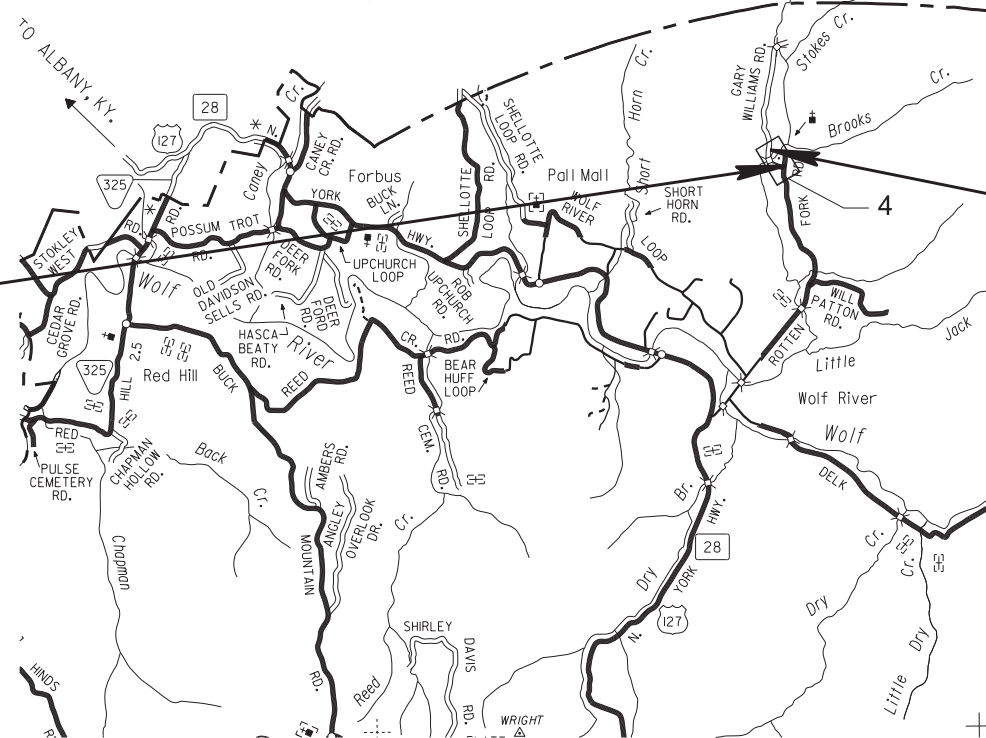 TO ALBANY, KY.
28
127
325
*
N.
*
Cr.
Caney
CANEY
CR. RD.
Forbus
YORK
BUCK
LN.
HWY.
SHELLOTTE
LOOP RD.
SHELLOTTE
LOOP
RD.
Pall Mall
WOLF
RIVER
LOOP
Horn
Cr.
Short
SHORT
HORN
RD.
GARY
WILLIAMS RD.
Stokes Cr.
Brooks
Cr.
RD.
FORK
4
STOKLEY
WEST
RD.
RD.
POSSUM TROT
RD.
DEER
FORK
RD.
UPCHURCH
LOOP
ROB
UPCHURCH
RD.
Wolf
River
OLD
DAVIDSON
SELLS RD.
DEER
FORD
RD.
HASCA
BEATY
RD.
CEDAR
GROVE RD.
WILL
PATTON
RD.
ROTTEN
Little
Jack
Wolf River
Wolf
DELK
325
2.5
HILL
RED
Red Hill
BUCK
REED
CR.
RD.
BEAR
HUFF
LOOP
REED
CEM.
RD.
PULSE
CEMETERY
RD.
CHAPMAN
HOLLOW
RD.
Back
Cr.
AMBERS
RD.
ANGLEY
OVERLOOK
DR.
MOUNTAIN
RD.
Chapman
Cr.
Reed
Br.
Dry
HWY.
YORK
N.
28
127
Cr.
Dry
Cr.
Dry
Little
SHIRLEY
DAVIS
RD.
HINDS
WRIGHT